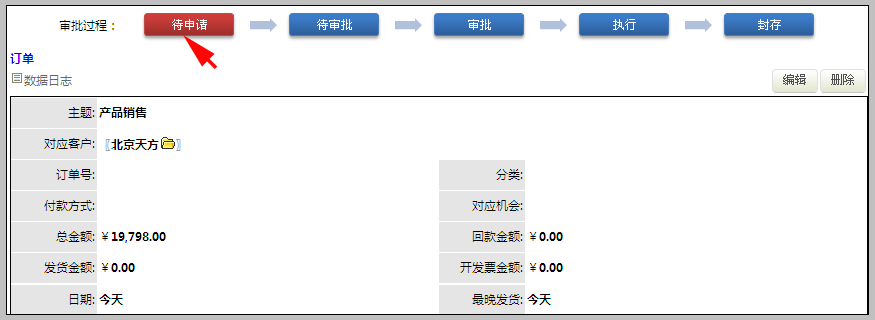 审批过程： 待申请 待审批 审批 执行 封存
订单
数据日志 编辑 删除
主题: 产品销售
对应客户: 〖北京天方〗
订单号: 分类:
付款方式: 对应机会:
总金额: ￥19,798.00 回款金额: ￥0.00
发货金额: ￥0.00 开发票金额: ￥0.00
日期: 今天 最晚发货: 今天